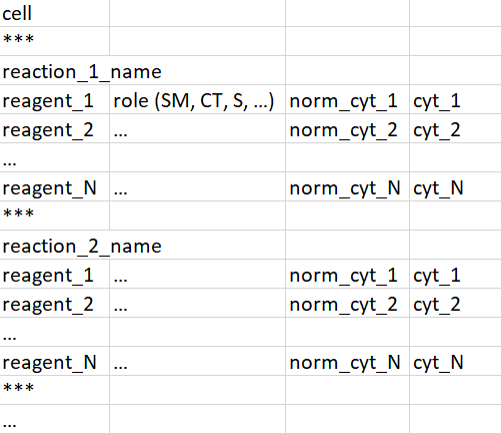 cell
***
reaction_1_name
reagent_1 role (SM, CT, S, ...) norm_cyt_1 cyt_1
reagent_2 ... norm_cyt_2 cyt_2
...
reagent_N ... norm_cyt_N cyt_N
***
reaction_2_name
reagent_1 ... norm_cyt_1 cyt_1
reagent_2 ... norm_cyt_2 cyt_2
...
reagent_N ... norm_cyt_N cyt_N
***
...